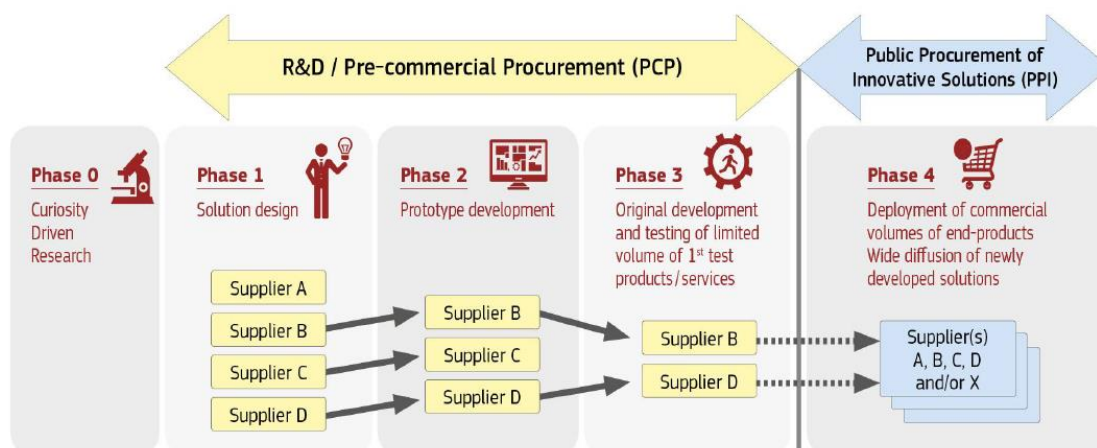 R&D / Pre-commercial Procurement (PCP)
Public Procurement of
Innovative Solutions (PPI)
Phase 0
Curiosity
Driven
Research
Phase 1
Solution design
Supplier A
Supplier B
Supplier C
Supplier D
Phase 2
Prototype development
Supplier B
Supplier C
Supplier D
Phase 3
Original development
and testing of limited
volume of 1st test
products/services
Supplier B
Supplier D
Phase 4
Deployment of commercial
volumes of end-products
Wide diffusion of newly
developed solutions
Supplier(s)
A, B, C, D
and/or X